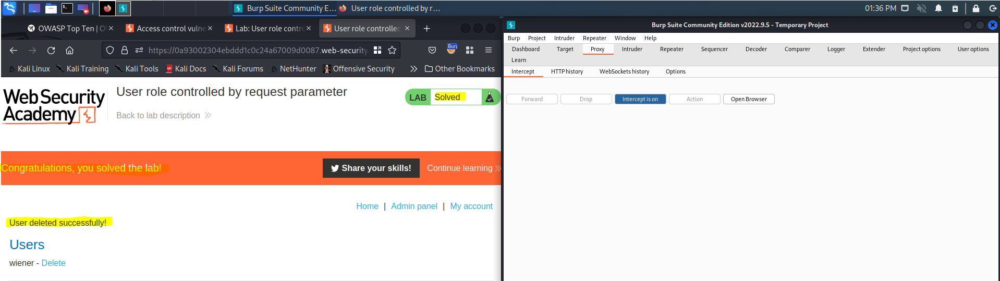 Burp Suite Community E... User role controlled by r... 01:36 PM
OWASP Top Ten | O Access control vulne Lab: User role contro User role controlled
Burp Suite Community Edition v2022.9.5 - Temporary Project
Burp Project Intruder Repeater Window Help
https://0a93002304ebddd1c0c24a67009d0087.web-security Burp
Dashboard Target Proxy Intruder Repeater Sequencer Decoder Comparer Logger Extender Project options User options
Learn
Kali Linux Kali Training Kali Tools Kali Docs Kali Forums NetHunter Offensive Security Other Bookmarks
Intercept HTTP history WebSockets history Options
Web Security
Academy
User role controlled by request parameter
Back to lab description
LAB Solved
Forward Drop Intercept is on Action Open Browser
Congratulations, you solved the lab! Share your skills! Continue learning
Home | Admin panel | My account
User deleted successfully!
Users
wiener - Delete